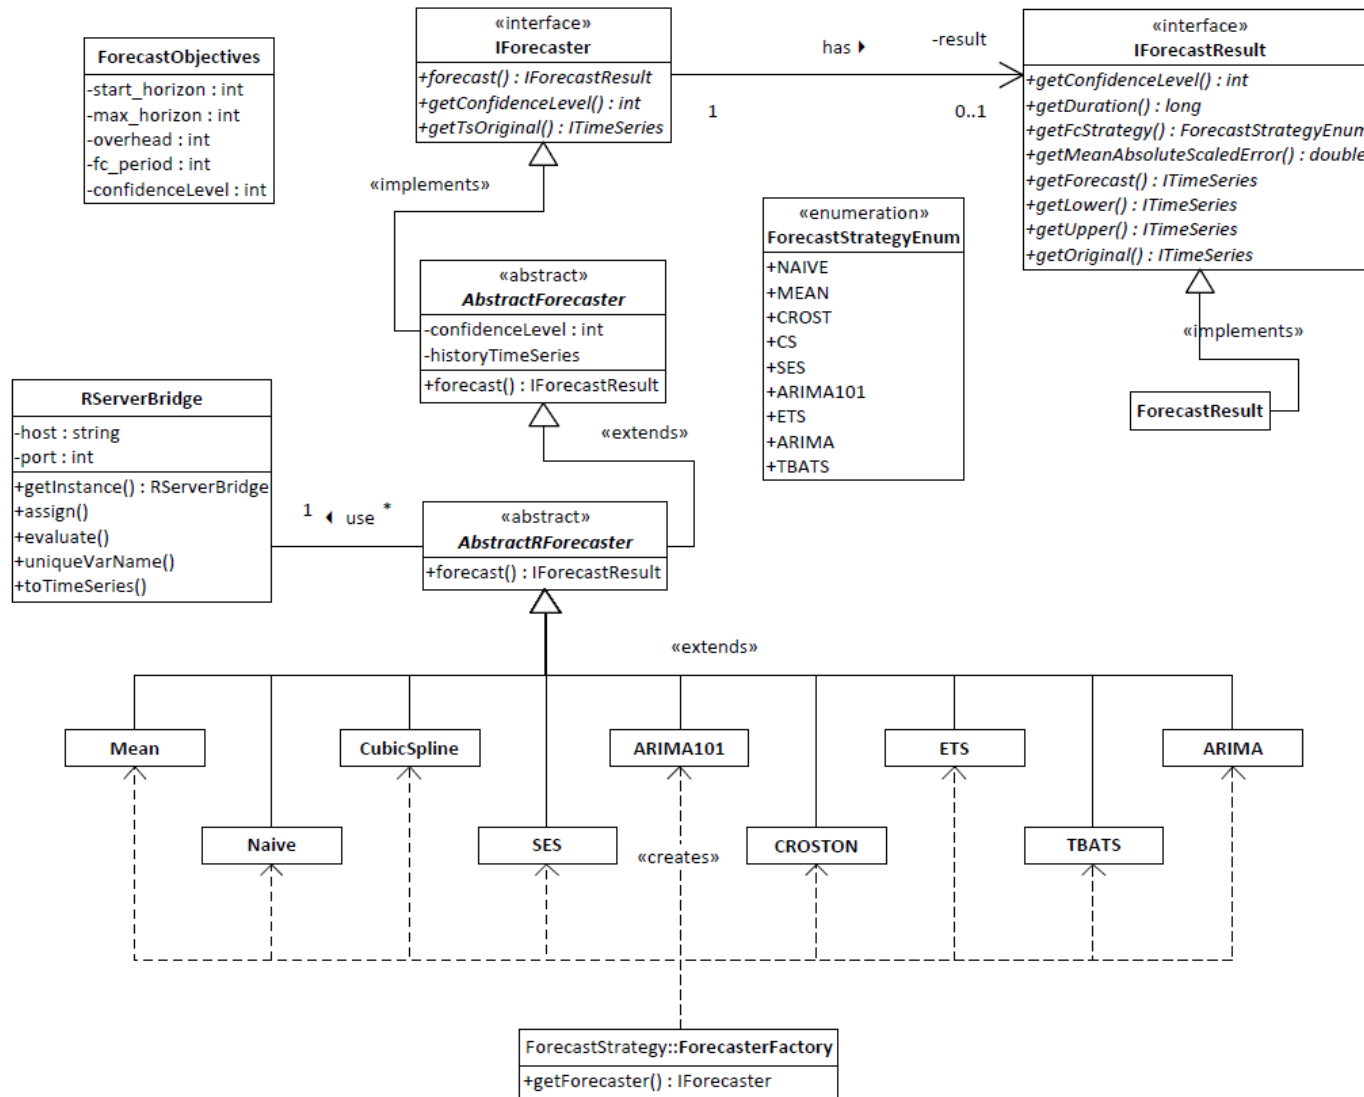 ForecastObjectives
-start_horizon : int
-max_horizon : int
-overhead : int
-fc_period : int
-confidenceLevel : int
«interface»
IForecaster
+forecast() : IForecastResult
+getConfidenceLevel() : int
+getTsOriginal() : ITimeSeries
has
-result
1
0..1
«interface»
IForecastResult
+getConfidenceLevel() : int
+getDuration() : long
+getFcStrategy() : ForecastStrategyEnum
+getMeanAbsoluteScaledError() : double
+getForecast() : ITimeSeries
+getLower() : ITimeSeries
+getUpper() : ITimeSeries
+getOriginal() : ITimeSeries
«implements»
«enumeration»
ForecastStrategyEnum
+NAIVE
+MEAN
+CROST
+CS
+SES
+ARIMA101
+ETS
+ARIMA
+TBATS
«implements»
ForecastResult
«abstract»
AbstractForecaster
-confidenceLevel : int
-historyTimeSeries
+forecast() : IForecastResult
«extends»
RServerBridge
-host : string
-port : int
+getInstance() : RServerBridge
+assign()
+evaluate()
+uniqueVarName()
+toTimeSeries()
1
use
*
«abstract»
AbstractRForecaster
+forecast() : IForecastResult
«extends»
Mean
CubicSpline
ARIMA101
ETS
ARIMA
Naive
SES
CROSTON
TBATS
«creates»
ForecastStrategy::ForecasterFactory
+getForecaster() : IForecaster